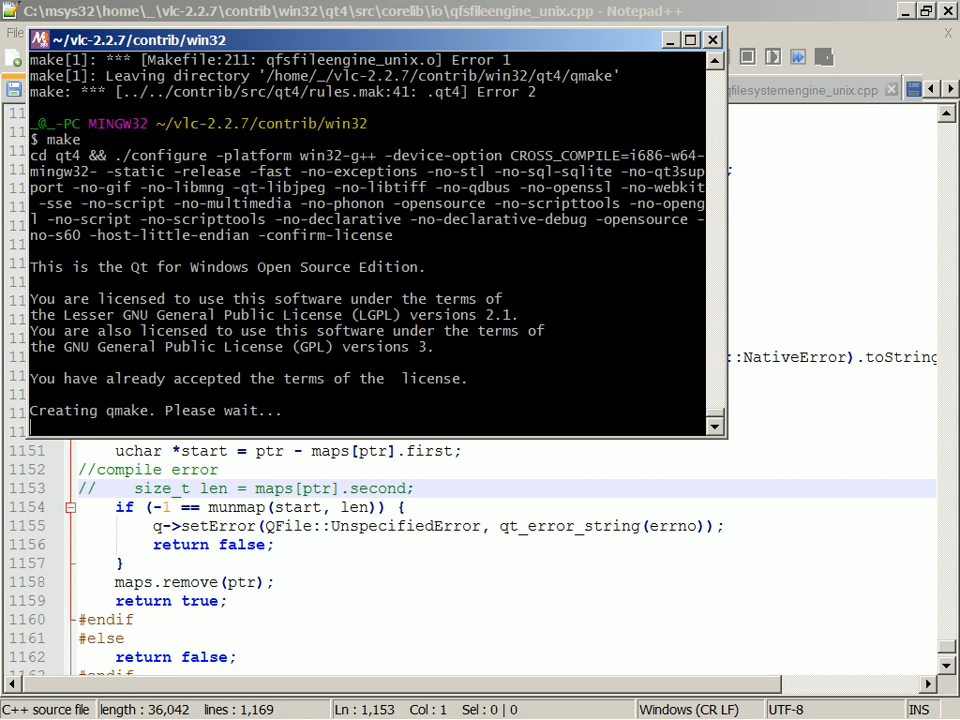 C:\msys32\home\_\vlc-2.2.7\contrib\win32\qt4\src\corelib\io\qfsfileengine_unix.cpp - Notepad++
File
~/vlc-2.2.7/contrib/win32
make[1]: *** [Makefile:211: qfsfileengine_unix.o] Error 1
make[1]: Leaving directory '/home/_/vlc-2.2.7/contrib/win32/qt4/qmake'
make: *** [../../contrib/src/qt4/rules.mak:41: .qt4] Error 2
_@_-PC MINGW32 ~/vlc-2.2.7/contrib/win32
$ make
cd qt4 && ./configure -platform win32-g++ -device-option CROSS_COMPILE=i686-w64-
mingw32- -static -release -fast -no-exceptions -no-stl -no-sql-sqlite -no-qt3sup
port -no-gif -no-libmng -qt-libjpeg -no-libtiff -no-qdbus -no-openssl -no-webkit
-sse -no-script -no-multimedia -no-phonon -opensource -no-scripttools -no-openg
l -no-script -no-scripttools -no-declarative -no-declarative-debug -opensource -
no-s60 -host-little-endian -confirm-license
This is the Qt for Windows Open Source Edition.
You are licensed to use this software under the terms of
the Lesser GNU General Public License (LGPL) versions 2.1.
You are also licensed to use this software under the terms of
the GNU General Public License (GPL) versions 3.
You have already accepted the terms of the  license.
Creating qmake. Please wait...
filesystemengine_unix.cpp
;
::NativeError).toString
1151 uchar *start = ptr - maps[ptr].first;
1152 //compile error
1153 // size_t len = maps[ptr].second;
1154 if (-1 == munmap(start, len)) {
1155 q->setError(QFile::UnspecifiedError, qt_error_string(errno));
1156 return false;
1157 }
1158 maps.remove(ptr);
1159 return true;
1160 #endif
1161 #else
1162 return false;
C++ source file length : 36,042 lines : 1,169 Ln : 1,153 Col : 1 Sel : 0 | 0 Windows (CR LF) UTF-8 INS